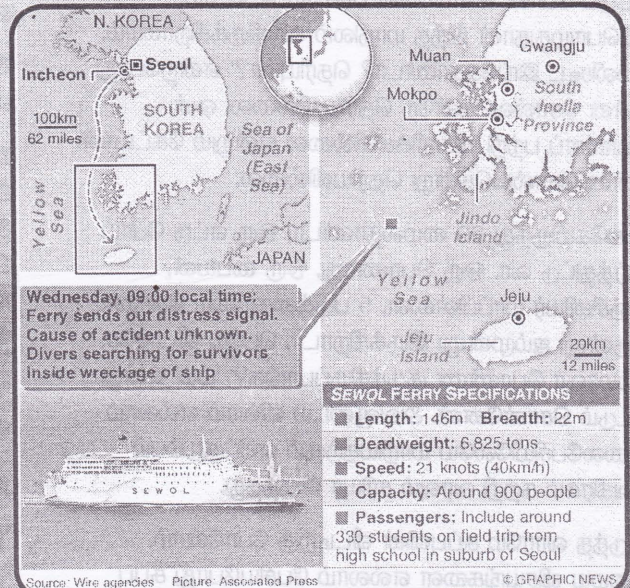 N. KOREA
Seoul
Incheon
100km
62 miles
SOUTH
KOREA
Sea of
Japan
(East
Sea)
Yellow
Sea
JAPAN
Muan
Gwangju
Mokpo
South
Jeolla
Province
Jindo
Island
Yellow
Sea
Jeju
Jeju
Island
20km
12 miles
Wednesday, 09:00 local time:
Ferry sends out distress signal.
Cause of accident unknown.
Divers searching for survivors
inside wreckage of ship
SEWOL
SEWOL FERRY SPECIFICATIONS
Length: 146m Breadth: 22m
Deadweight: 6,825 tons
Speed: 21 knots (40km/h)
Capacity: Around 900 people
Passengers: Include around
330 students on field trip from
high school in suburb of Seoul
Source: Wire agencies Picture: Associated Press
© GRAPHIC NEWS